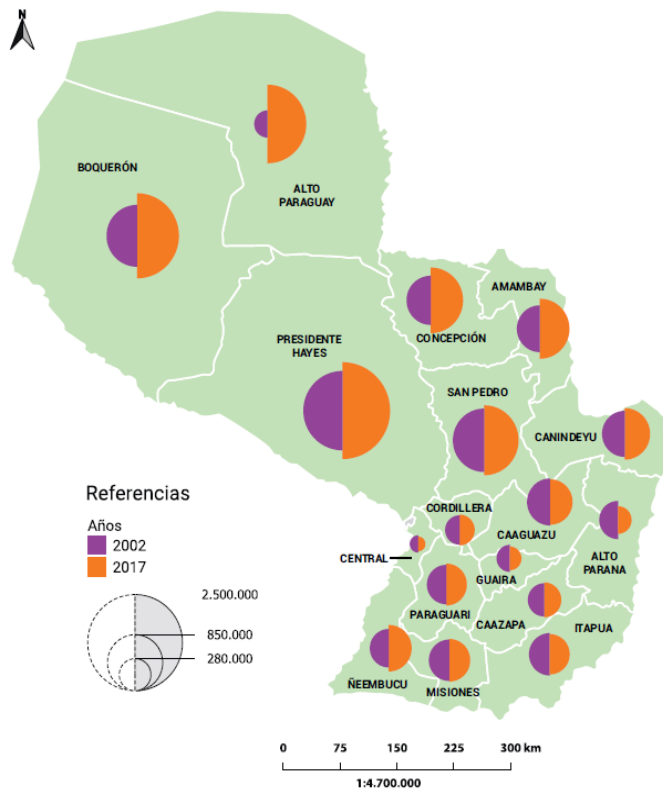 N
BOQUERÓN
ALTO
PARAGUAY
AMAMBAY
CONCEPCIÓN
PRESIDENTE
HAYES
SAN PEDRO
CANINDEYU
CORDILLERA
CAAGUAZU
CENTRAL
GUAIRA
ALTO
PARANA
PARAGUARI
CAAZAPA
ITAPUA
ÑEEMBUCU
MISIONES
Referencias
Años
2002
2017
2.500.000
850.000
280.000
0 75 150 225 300 km
1:4.700.000